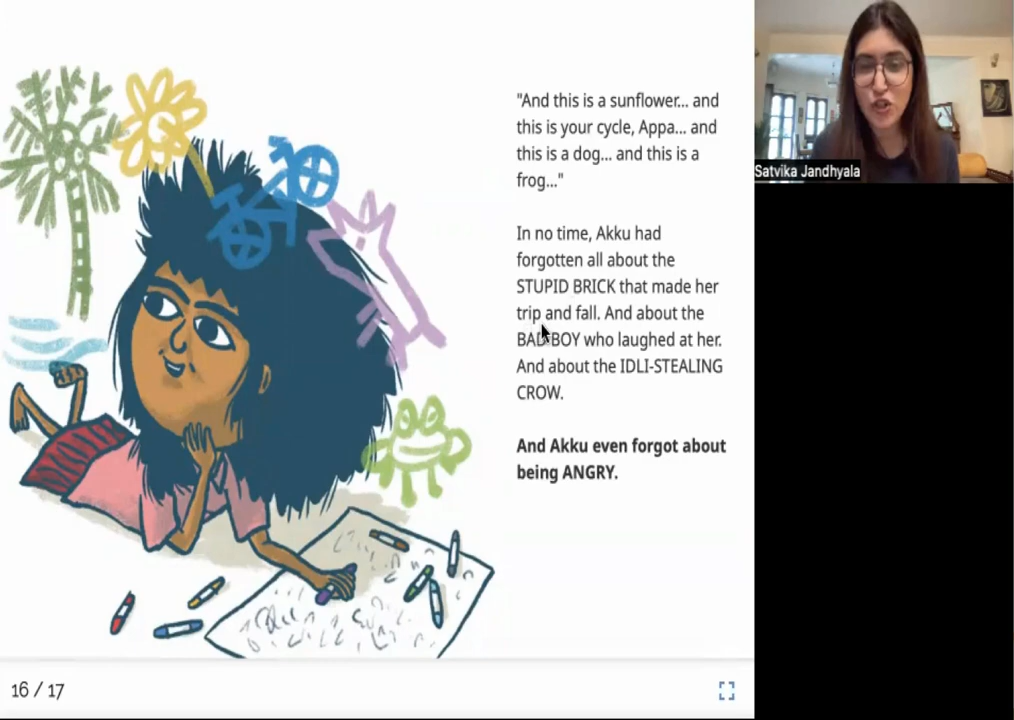 "And this is a sunflower... and
this is your cycle, Appa... and
this is a dog... and this is a
frog..."
In no time, Akku had
forgotten all about the
STUPID BRICK that made her
trip and fall. And about the
BAD BOY who laughed at her.
And about the IDLI-STEALING
CROW.
And Akku even forgot about
being ANGRY.
Satvika Jandhyala
16 / 17